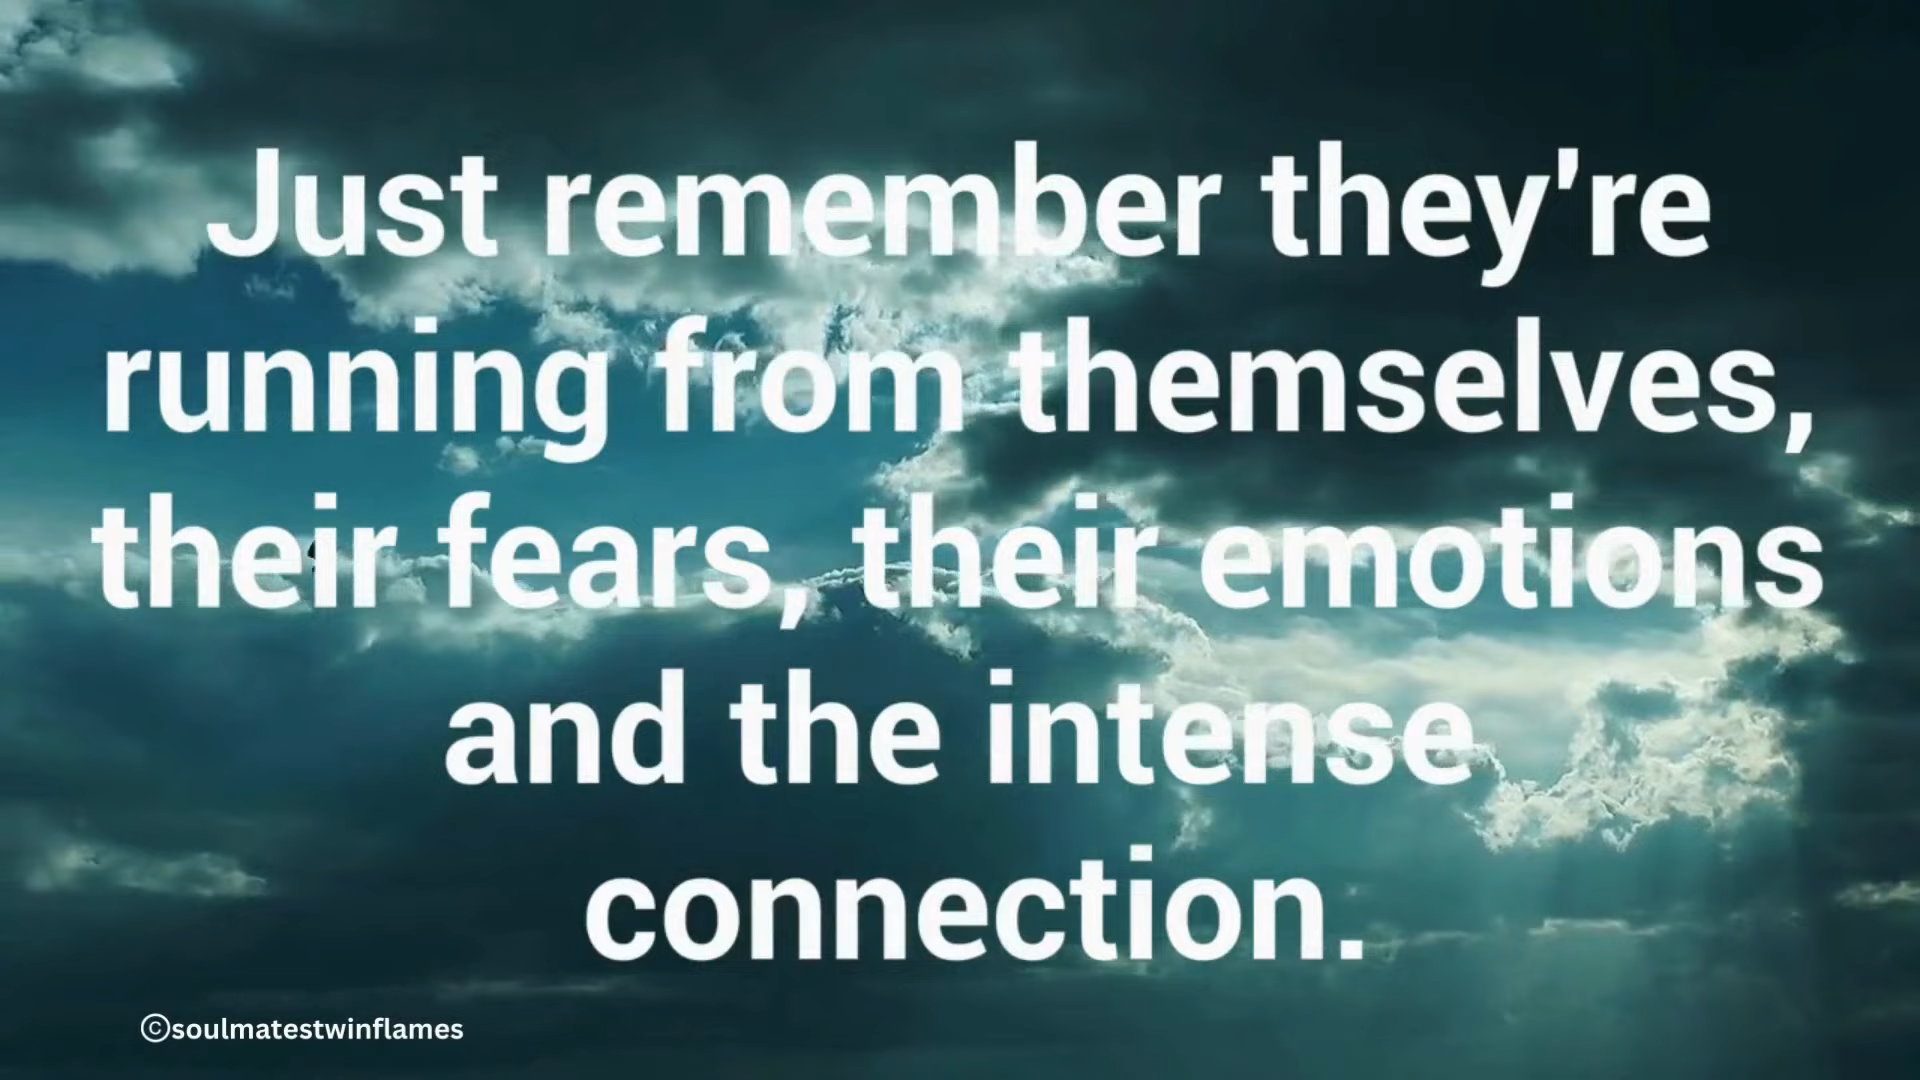 Just remember they're
running from themselves,
their fears, their emotions
and the intense
connection.
©soulmatestwinflames